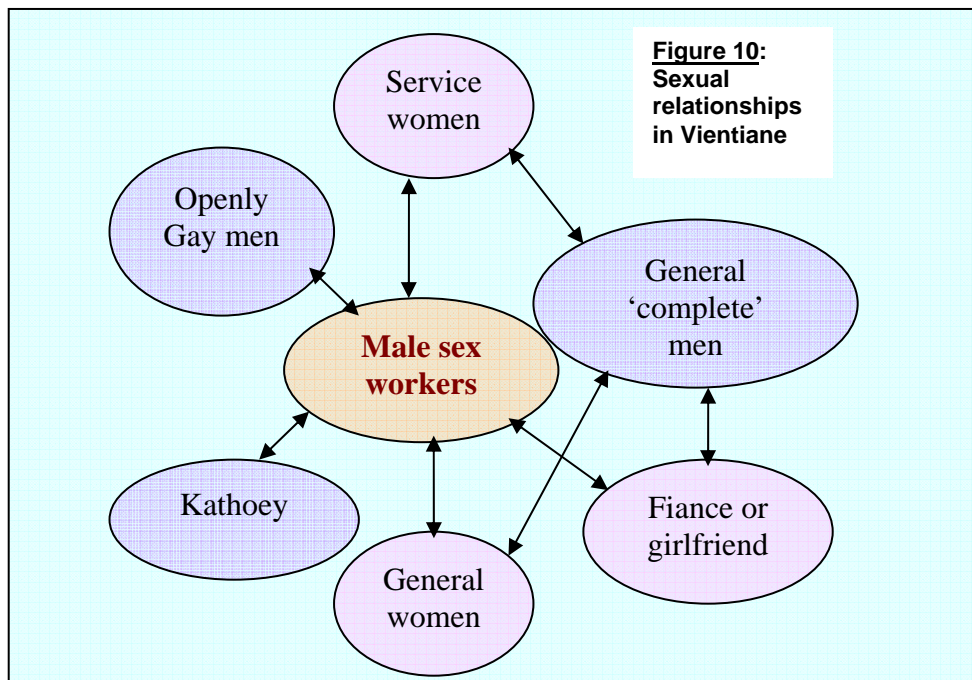 Figure 10:
Sexual
relationships
in Vientiane
Service
women
Openly
Gay men
General
‘complete’
men
Male sex
workers
Kathoey
Fiance or
girlfriend
General
women